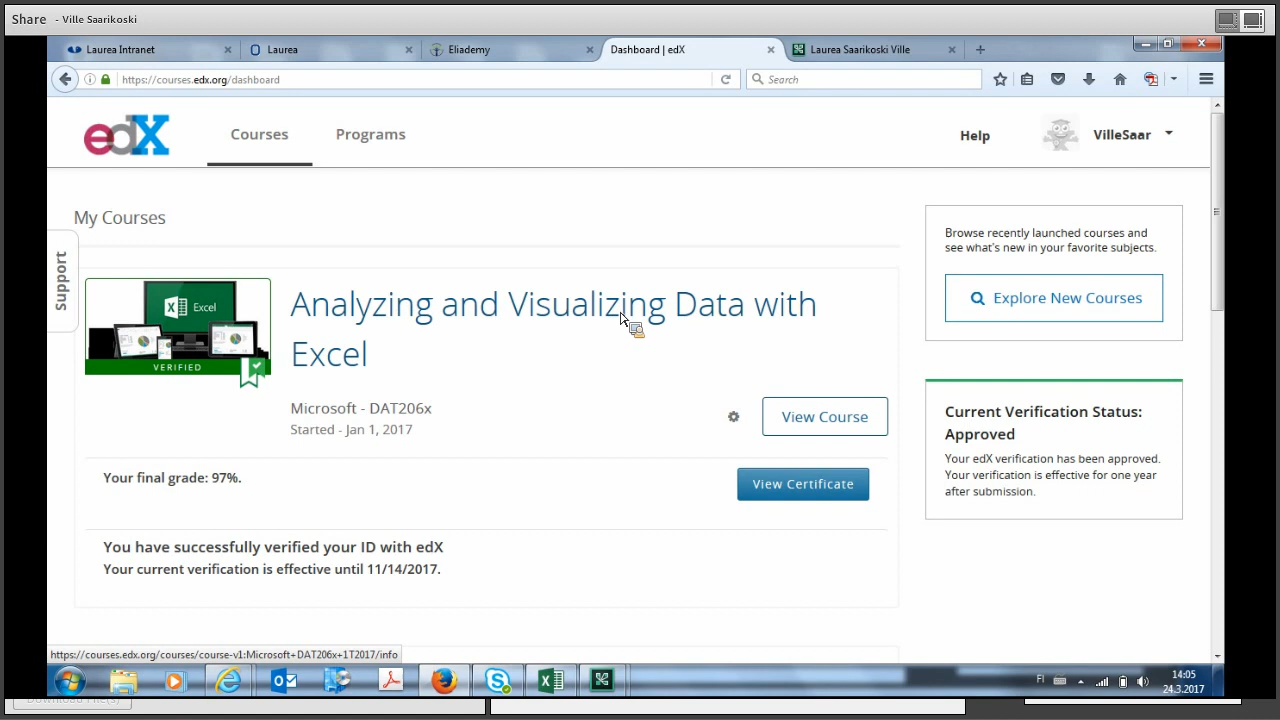 Share - Ville Saarikoski
Laurea Intranet
Laurea
Eliademy
Dashboard | edX
Laurea Saarikoski Ville
https://courses.edx.org/dashboard
Search
edX
Courses
Programs
Help
VilleSaar
My Courses
Support
Excel
VERIFIED
Analyzing and Visualizing Data with
Excel
Microsoft - DAT206x
Started - Jan 1, 2017
View Course
Your final grade: 97%.
View Certificate
You have successfully verified your ID with edX
Your current verification is effective until 11/14/2017.
Browse recently launched courses and
see what's new in your favorite subjects.
Explore New Courses
Current Verification Status:
Approved
Your edX verification has been approved.
Your verification is effective for one year
after submission.
https://courses.edx.org/courses/course-v1:Microsoft+DAT206x+1T2017/info
FI
14:05
24.3.2017
Download File(s)